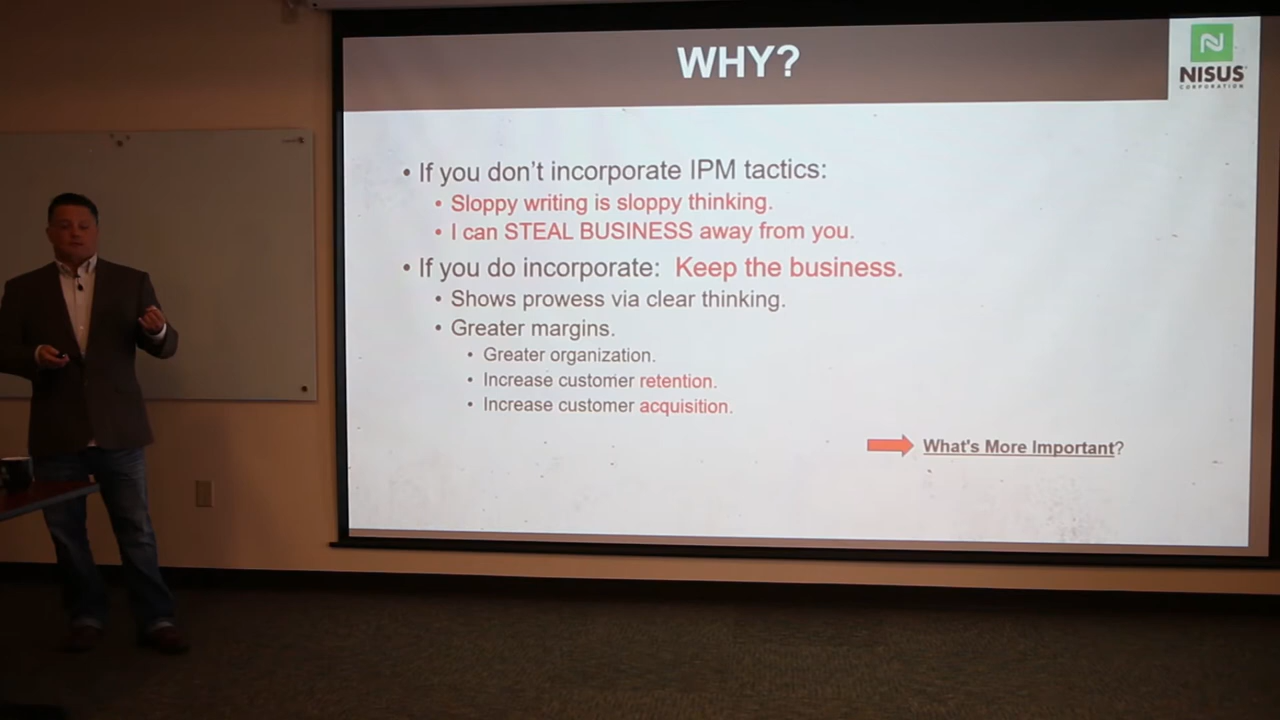 WHY?
NISUS
CORPORATION
• If you don't incorporate IPM tactics:
• Sloppy writing is sloppy thinking.
• I can STEAL BUSINESS away from you.
• If you do incorporate: Keep the business.
• Shows prowess via clear thinking.
• Greater margins.
• Greater organization.
• Increase customer retention.
• Increase customer acquisition.
What's More Important?